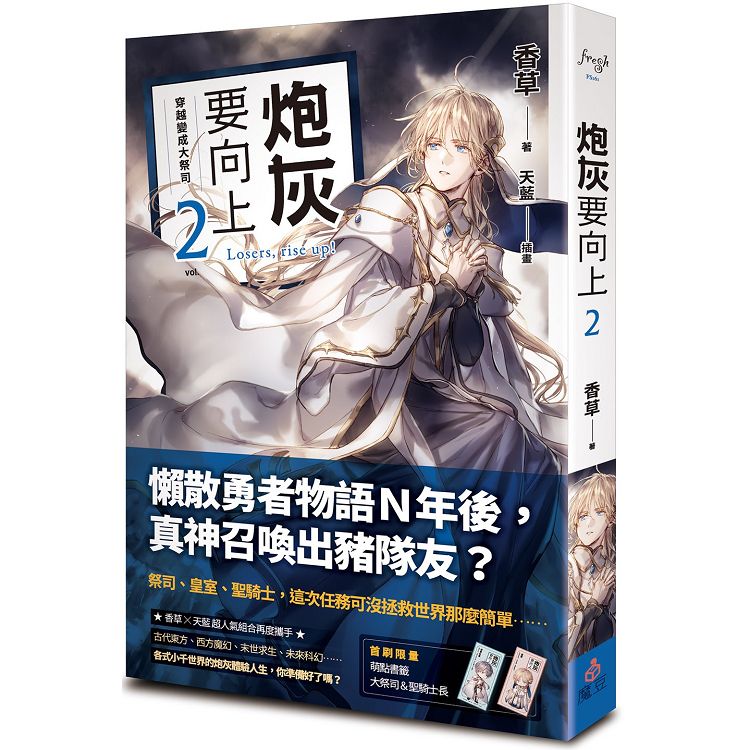 炮灰
要向上
穿越變成大祭司
2
vol.
Losers, rise up!
香草
著
天藍
插畫
懶散勇者物語N年後，
真神召喚出豬隊友？
祭司、皇室、聖騎士，這次任務可沒拯救世界那麼簡單……
★ 香草×天藍 超人氣組合再度攜手 ★
古代東方、西方魔幻、末世求生、未來科幻……
各式小千世界的炮灰體驗人生，你準備好了嗎？
首刷限量
萌點書籤
大祭司&聖騎士長
fresh
FS161
炮灰要向上
2
香草
著
魔豆